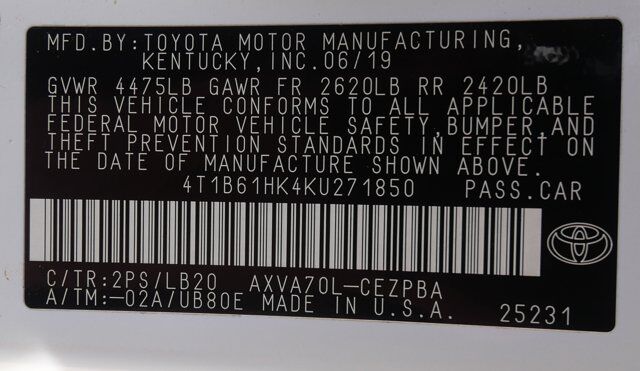 MFD.BY:TOYOTA MOTOR MANUFACTURING,
KENTUCKY,INC.06/19
GVWR 4475LB GAWR FR 2620LB RR 2420LB
THIS VEHICLE CONFORMS TO ALL APPLICABLE
FEDERAL MOTOR VEHICLE SAFETY,BUMPER,AND
THEFT PREVENTION STANDARDS IN EFFECT ON
THE DATE OF MANUFACTURE SHOWN ABOVE.
4T1B61HK4KU271850 PASS.CAR
C/TR:2PS/LB20 AXVA70L-CEZPBA
A/TM:-02A/UB80E MADE IN U.S.A. 25231